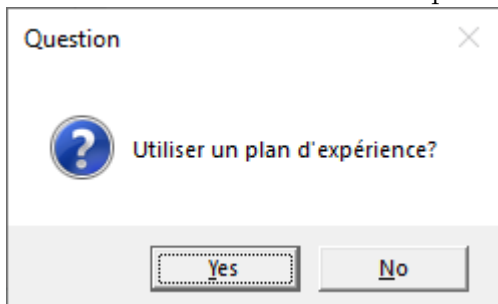 Question
Utiliser un plan d'expérience?
Yes
No